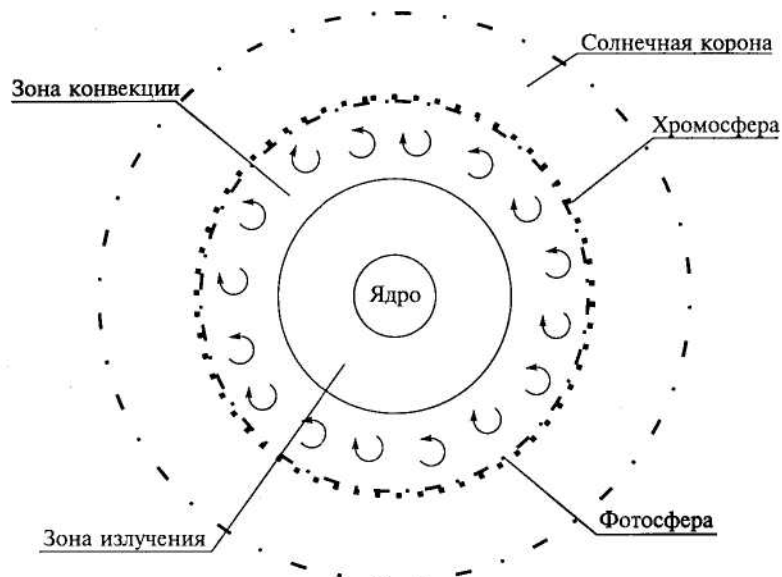 Солнечная корона
Зона конвекции
Хромосфера
Ядро
Фотосфера
Зона излучения